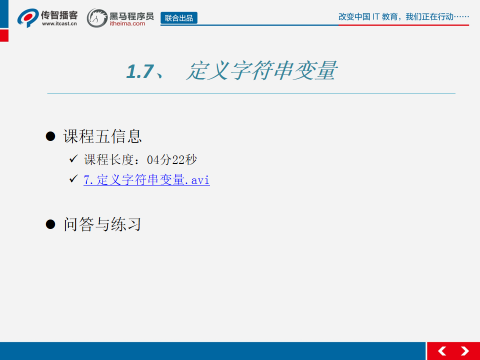 传智播客
www.itcast.cn
黑马程序员
itheima.com
联合出品
改变中国 IT 教育，我们正在行动……
1.7、 定义字符串变量
课程五信息
课程长度：04分22秒
7.定义字符串变量.avi
问答与练习